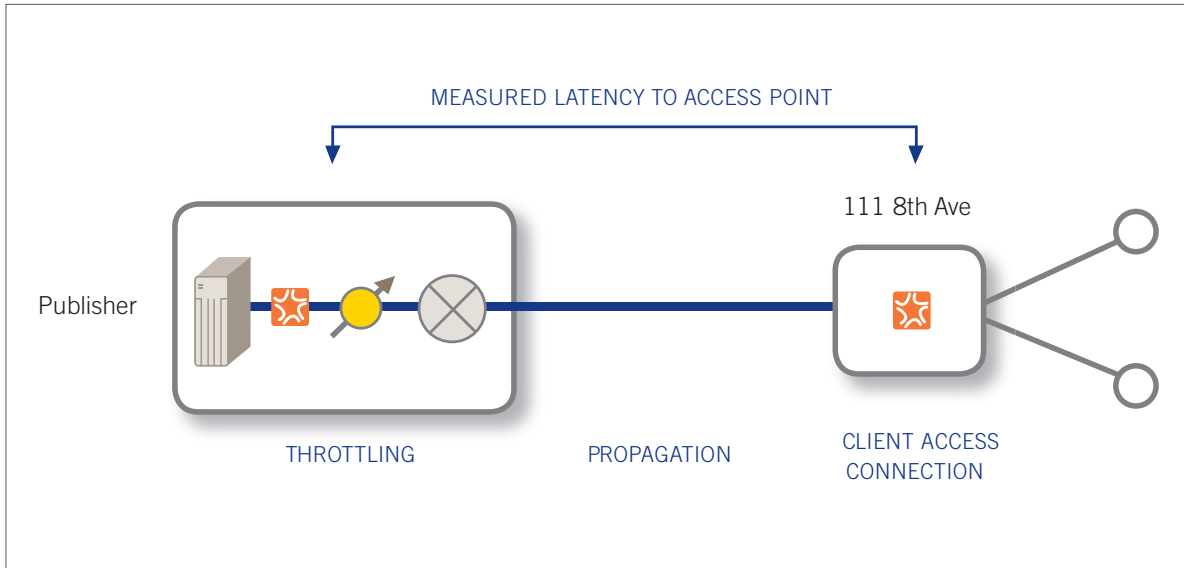 MEASURED LATENCY TO ACCESS POINT
111 8th Ave
Publisher
THROTTLING
PROPAGATION
CLIENT ACCESS
CONNECTION